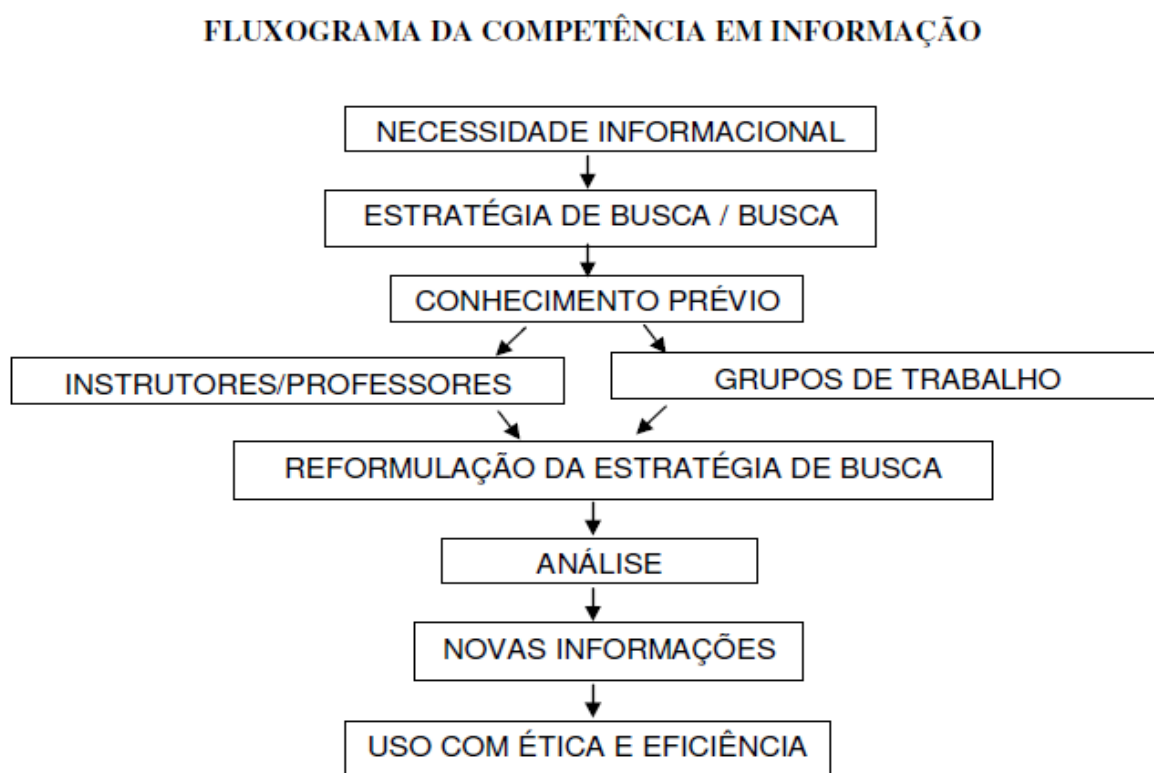 FLUXOGRAMA DA COMPETÊNCIA EM INFORMAÇÃO
NECESSIDADE INFORMACIONAL
ESTRATÉGIA DE BUSCA / BUSCA
CONHECIMENTO PRÉVIO
INSTRUTORES/PROFESSORES
GRUPOS DE TRABALHO
REFORMULAÇÃO DA ESTRATÉGIA DE BUSCA
ANÁLISE
NOVAS INFORMAÇÕES
USO COM ÉTICA E EFICIÊNCIA